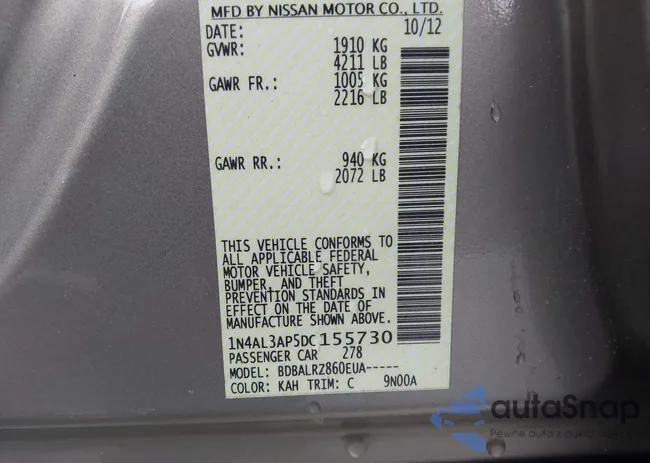 MFD BY NISSAN MOTOR CO., LTD.
DATE: 10/12
GVWR: 1910 KG
4211 LB
GAWR FR.: 1005 KG
2216 LB
GAWR RR.: 940 KG
2072 LB
THIS VEHICLE CONFORMS TO
ALL APPLICABLE FEDERAL
MOTOR VEHICLE SAFETY,
BUMPER, AND THEFT
PREVENTION STANDARDS IN
EFFECT ON THE DATE OF
MANUFACTURE SHOWN ABOVE.
1N4AL3AP5DC155730
PASSENGER CAR 278
MODEL: BDBALRZ860EUA-----
COLOR: KAH TRIM: C 9N00A
autaSnap
Pewne auta z aukcji